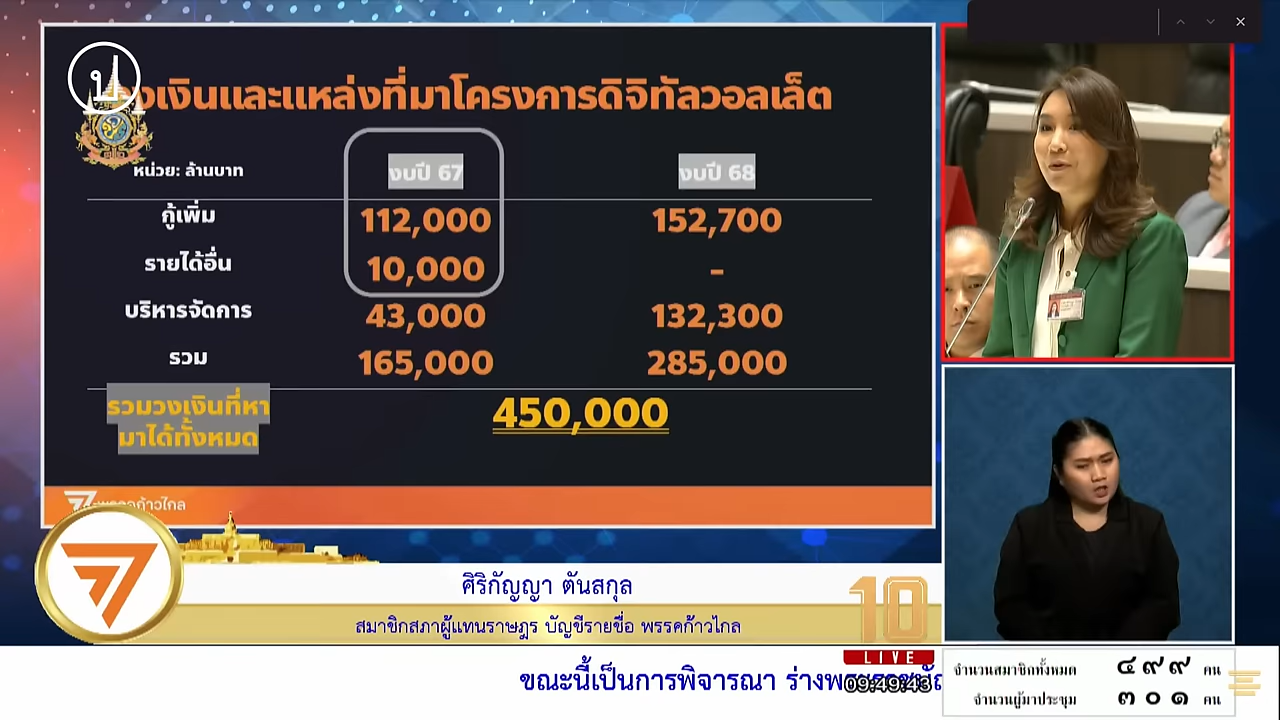 ป
งเงินและแหล่งที่มาโครงการดิจิทัลวอลเล็ต
หน่วย: ล้านบาท งบปี 67 งบปี 68
กู้เพิ่ม 112,000 152,700
รายได้อื่น 10,000 -
บริหารจัดการ 43,000 132,300
รวม 165,000 285,000
รวมวงเงินที่หา
มาได้ทั้งหมด
450,000
ก้าวไกล
ศิริกัญญา ตันสกุล
สมาชิกสภาผู้แทนราษฎร บัญชีรายชื่อ พรรคก้าวไกล
10
LIVE
09:49:43
ขณะนี้เป็นการพิจารณา
จำนวนสมาชิกทั้งหมด ๔๙๙ คน
จำนวนผู้มาประชุม ๓๐๑ คน